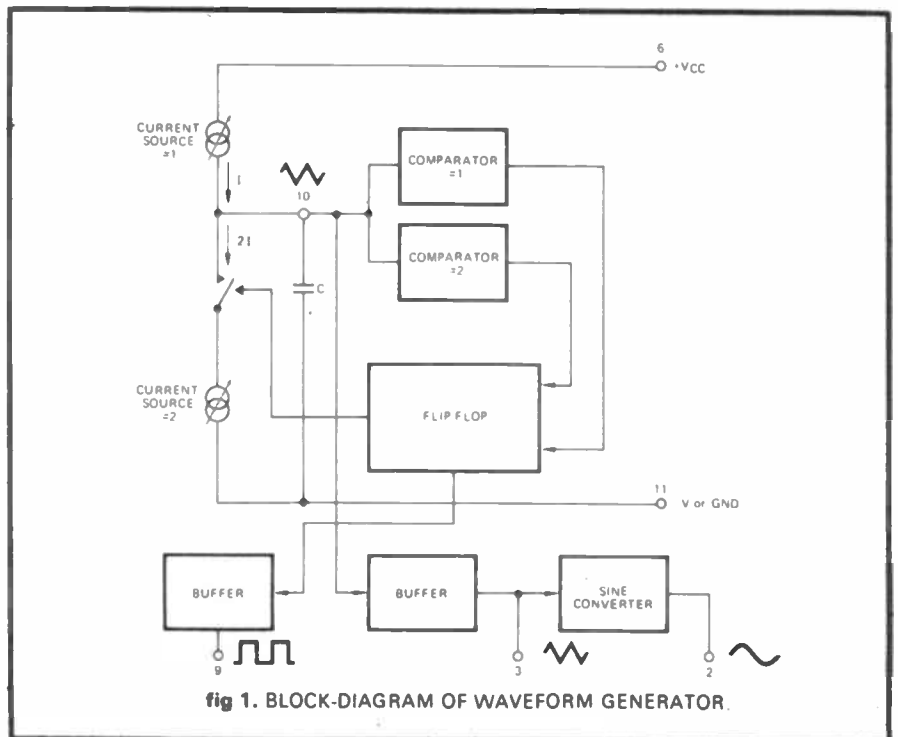 6
+VCC
CURRENT
SOURCE
=1
I
10
COMPARATOR
=1
2I
COMPARATOR
=2
C
CURRENT
SOURCE
=2
FLIP FLOP
11
V or GND
BUFFER
BUFFER
SINE
CONVERTER
9
3
2
fig 1. BLOCK-DIAGRAM OF WAVEFORM GENERATOR.